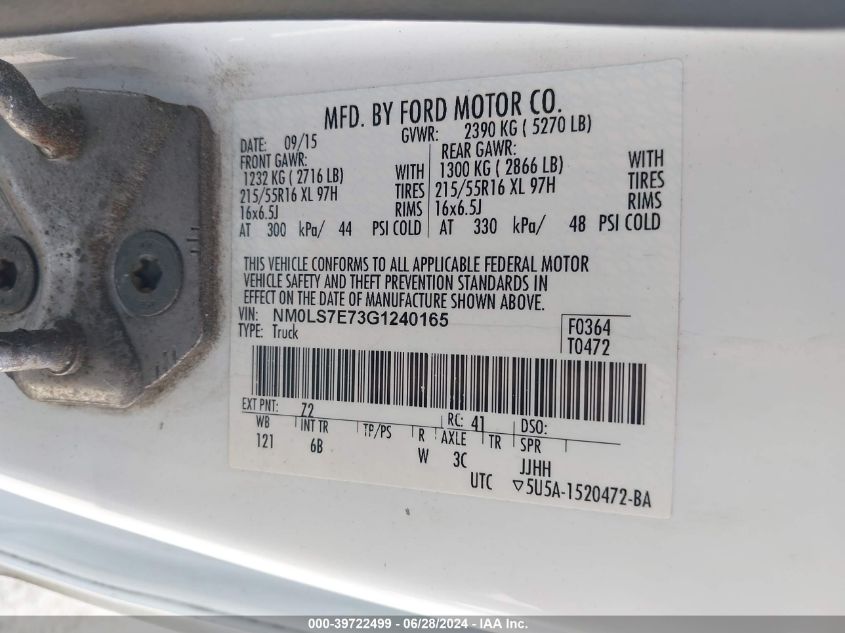 MFD. BY FORD MOTOR CO.
DATE: 09/15 GVWR: 2390 KG ( 5270 LB)
FRONT GAWR: REAR GAWR:
1232 KG ( 2716 LB) WITH 1300 KG ( 2866 LB) WITH
215/55R16 XL 97H TIRES 215/55R16 XL 97H TIRES
16x6.5J RIMS 16x6.5J RIMS
AT 300 kPa/ 44 PSI COLD AT 330 kPa/ 48 PSI COLD
THIS VEHICLE CONFORMS TO ALL APPLICABLE FEDERAL MOTOR
VEHICLE SAFETY AND THEFT PREVENTION STANDARDS IN
EFFECT ON THE DATE OF MANUFACTURE SHOWN ABOVE.
VIN: NM0LS7E73G1240165 F0364
TYPE: Truck T0472
EXT PNT: 72 RC: 41 DSO:
WB INT TR TP/PS R AXLE TR SPR
121 6B W 3C JJHH
UTC ▽5U5A-1520472-BA
000-39722499 - 06/28/2024 - IAA Inc.